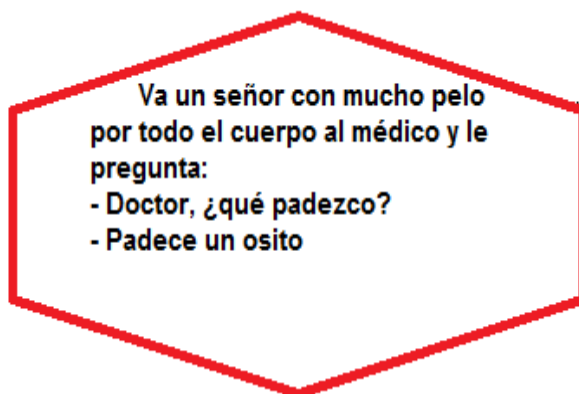 Va un señor con mucho pelo
por todo el cuerpo al médico y le
pregunta:
- Doctor, ¿qué padezco?
- Padece un osito